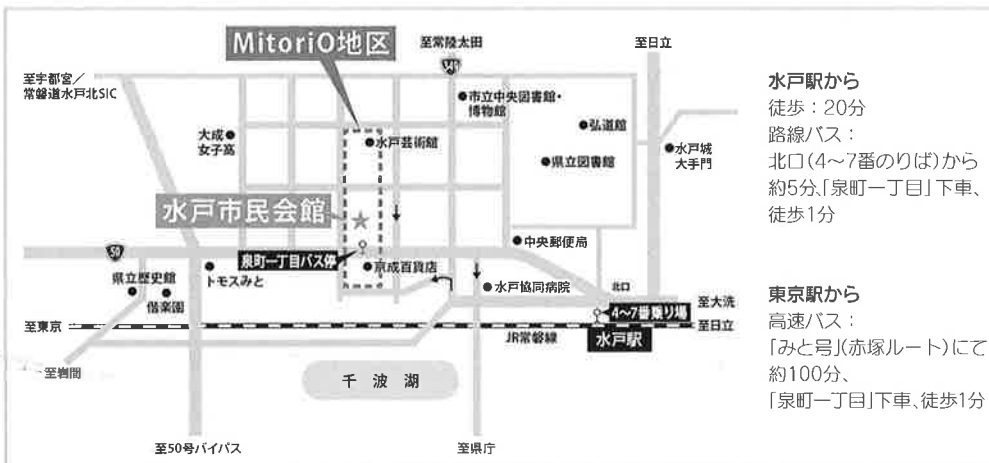 MitoriO地区
至常陸太田
至日立
349
至宇都宮／
常磐道水戸北SIC
市立中央図書館・
博物館
大成
女子高
水戸芸術館
弘道館
県立図書館
水戸城
大手門
水戸市民会館
50
泉町一丁目バス停
中央郵便局
県立歴史館
偕楽園
トモスみと
京成百貨店
水戸協同病院
北口
至大洗
4～7番乗り場
至東京
JR常磐線
水戸駅
至日立
至岩間
千波湖
至50号バイパス
至県庁
水戸駅から
徒歩：20分
路線バス：
北口(4～7番のりば)から
約5分、「泉町一丁目」下車、
徒歩1分
東京駅から
高速バス：
「みと号」(赤塚ルート)にて
約100分、
「泉町一丁目」下車、徒歩1分